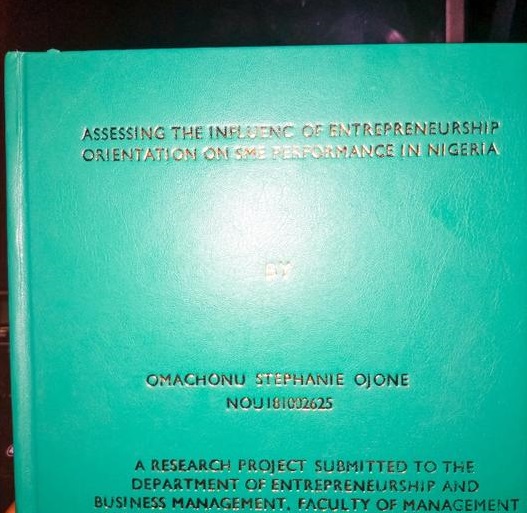 ASSESSING THE INFLUENC OF ENTREPRENEURSHIP
ORIENTATION ON SME PERFORMANCE IN NIGERIA
BY
OMACHONU STEPHANIE OJONE
NOU181002625
A RESEARCH PROJECT SUBMITTED TO THE
DEPARTMENT OF ENTREPRENEURSHIP AND
BUSINESS MANAGEMENT, FACULTY OF MANAGEMENT